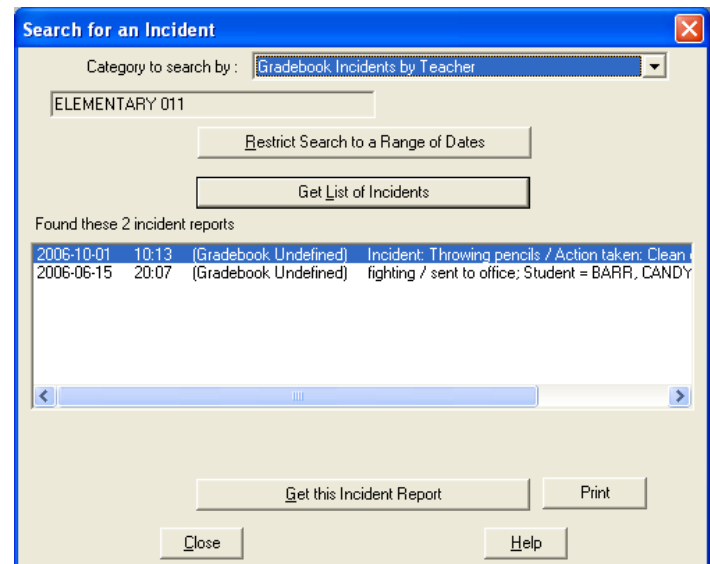 Search for an Incident
Category to search by : Gradebook Incidents by Teacher
ELEMENTARY 011
Restrict Search to a Range of Dates
Get List of Incidents
Found these 2 incident reports
2006-10-01 10:13 (Gradebook Undefined) Incident: Throwing pencils / Action taken: Clean
2006-06-15 20:07 (Gradebook Undefined) fighting / sent to office; Student = BARR, CANDY
Get this Incident Report Print
Close Help